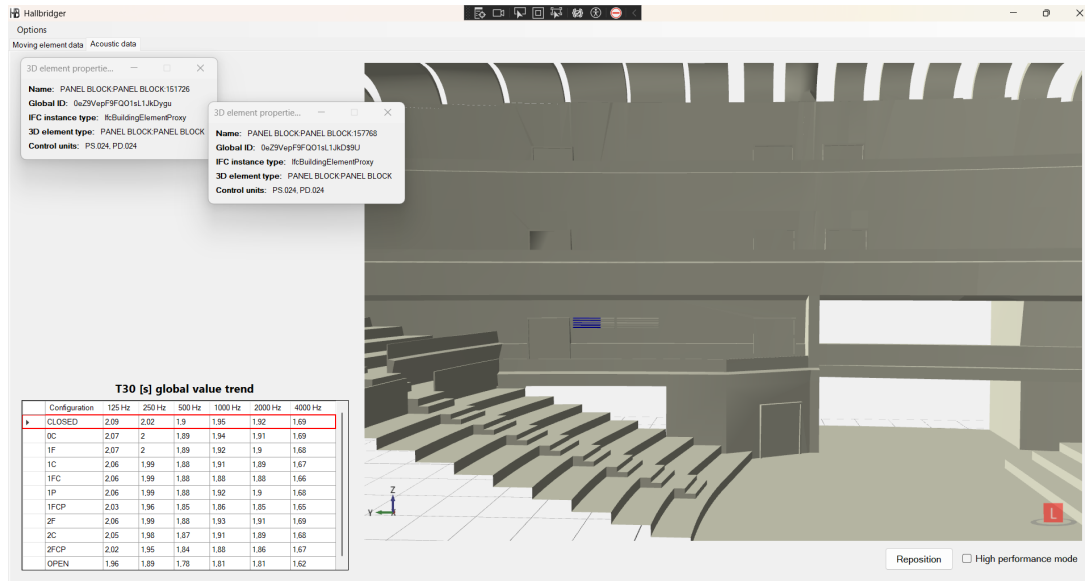 Hallbridger
Options
Moving element data Acoustic data
3D element propertie...
Name: PANEL BLOCK:PANEL BLOCK:151726
Global ID: 0eZ9VepF9FQO1sL1JkDygu
IFC instance type: IfcBuildingElementProxy
3D element type: PANEL BLOCK:PANEL BLOCK
Control units: PS.024, PD.024
3D element propertie...
Name: PANEL BLOCK:PANEL BLOCK:157768
Global ID: 0eZ9VepF9FQO1sL1JkD$9U
IFC instance type: IfcBuildingElementProxy
3D element type: PANEL BLOCK:PANEL BLOCK
Control units: PS.024, PD.024
T30 [s] global value trend
Configuration 125 Hz 250 Hz 500 Hz 1000 Hz 2000 Hz 4000 Hz
CLOSED 2,09 2,02 1,9 1,95 1,92 1,69
0C 2,07 2 1,89 1,94 1,91 1,69
1F 2,07 2 1,89 1,92 1,9 1,68
1C 2,06 1,99 1,88 1,91 1,89 1,67
1FC 2,06 1,99 1,88 1,88 1,88 1,66
1P 2,06 1,99 1,88 1,92 1,9 1,68
1FCP 2,03 1,96 1,85 1,86 1,85 1,65
2F 2,06 1,99 1,88 1,93 1,91 1,69
2C 2,05 1,98 1,87 1,91 1,89 1,68
2FCP 2,02 1,95 1,84 1,88 1,86 1,67
OPEN 1,96 1,89 1,78 1,81 1,81 1,62
Z
Y
L
Reposition High performance mode